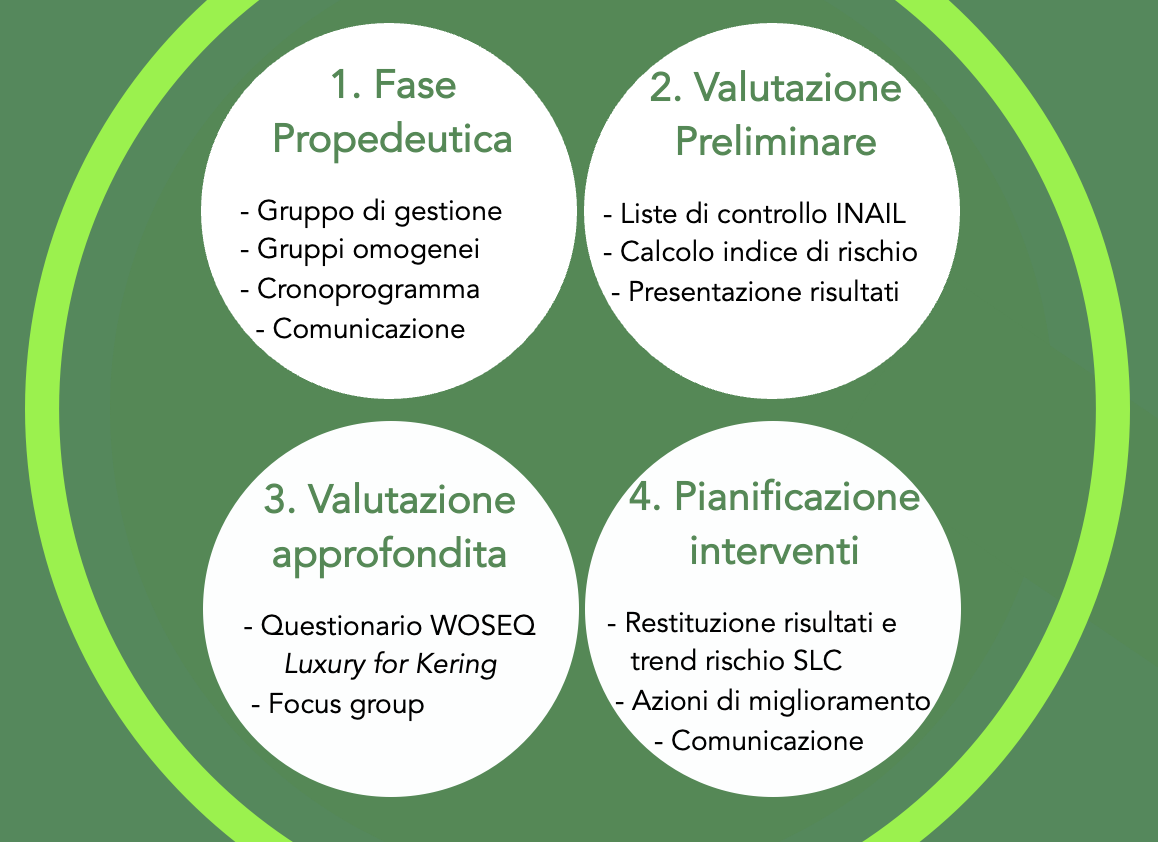 1. Fase
Propedeutica
- Gruppo di gestione
- Gruppi omogenei
- Cronoprogramma
- Comunicazione
2. Valutazione
Preliminare
- Liste di controllo INAIL
- Calcolo indice di rischio
- Presentazione risultati
3. Valutazione
approfondita
- Questionario WOSEQ
Luxury for Kering
- Focus group
4. Pianificazione
interventi
- Restituzione risultati e
trend rischio SLC
- Azioni di miglioramento
- Comunicazione